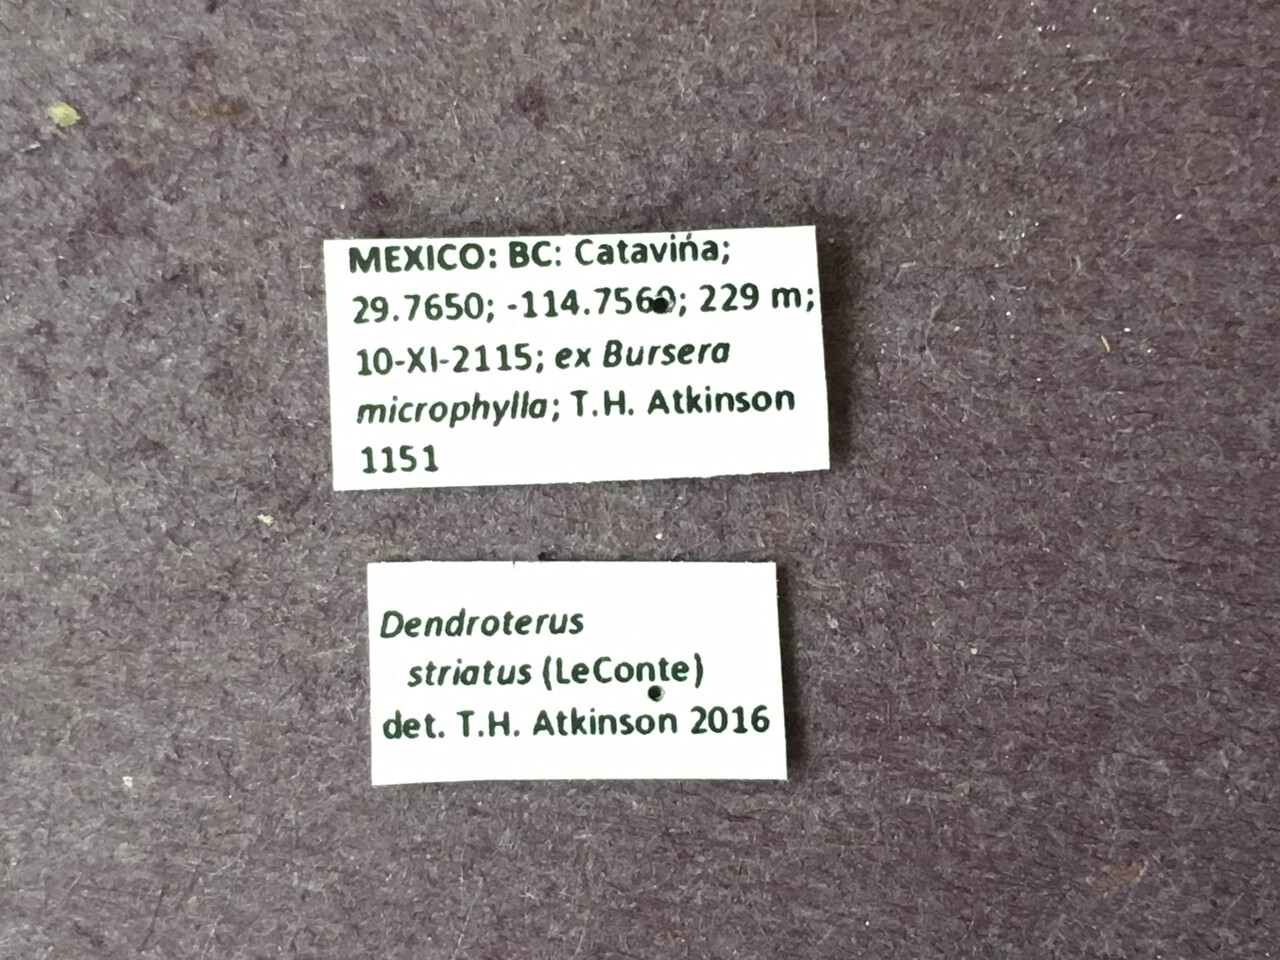 MEXICO: BC: Cataviña;
29.7650; -114.7560; 229 m;
10-XI-2115; ex Bursera
microphylla; T.H. Atkinson
1151
Dendroterus
striatus (LeConte)
det. T.H. Atkinson 2016